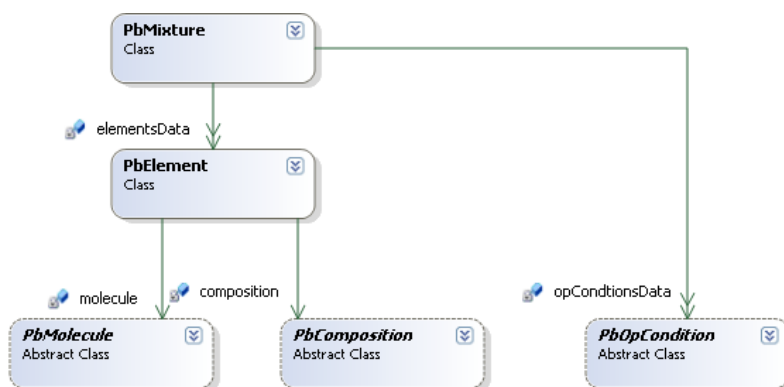 PbMixture
Class
elementsData
PbElement
Class
molecule
composition
opCondtionsData
PbMolecule
Abstract Class
PbComposition
Abstract Class
PbOpCondition
Abstract Class